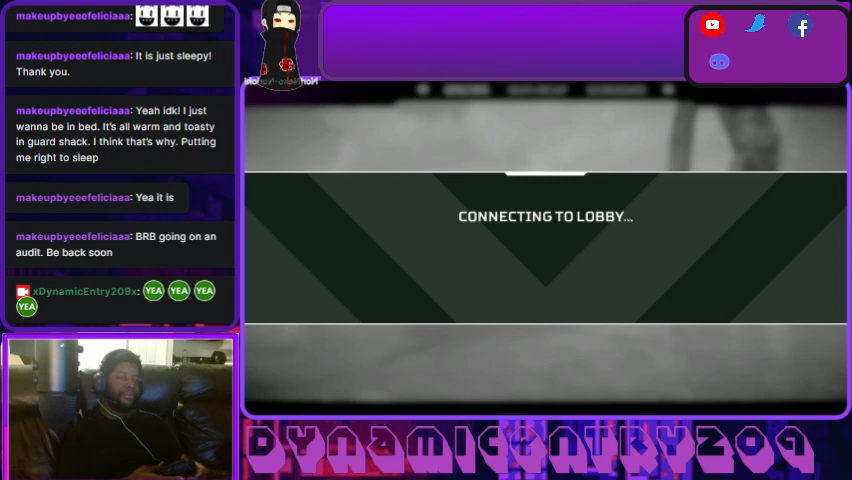 makeupbyeeefeliciaaa:
makeupbyeeefeliciaaa: It is just sleepy!
Thank you.
makeupbyeeefeliciaaa: Yeah idk! I just
wanna be in bed. It's all warm and toasty
in guard shack. I think that's why. Putting
me right to sleep
makeupbyeeefeliciaaa: Yea it is
makeupbyeeefeliciaaa: BRB going on an
audit. Be back soon
xDynamicEntry209x: YEA YEA YEA
YEA
CONNECTING TO LOBBY...
DYNAMICENTRYZ09